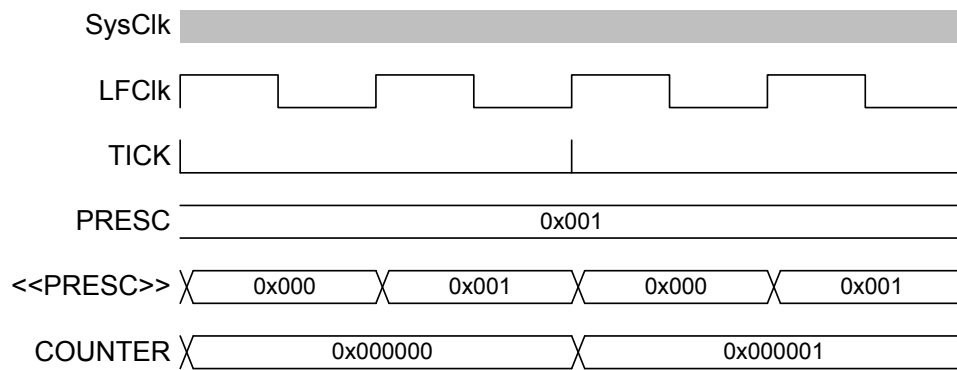 SysClk
LFClk
TICK
PRESC 0x001
<<PRESC>> 0x000 0x001 0x000 0x001
COUNTER 0x000000 0x000001